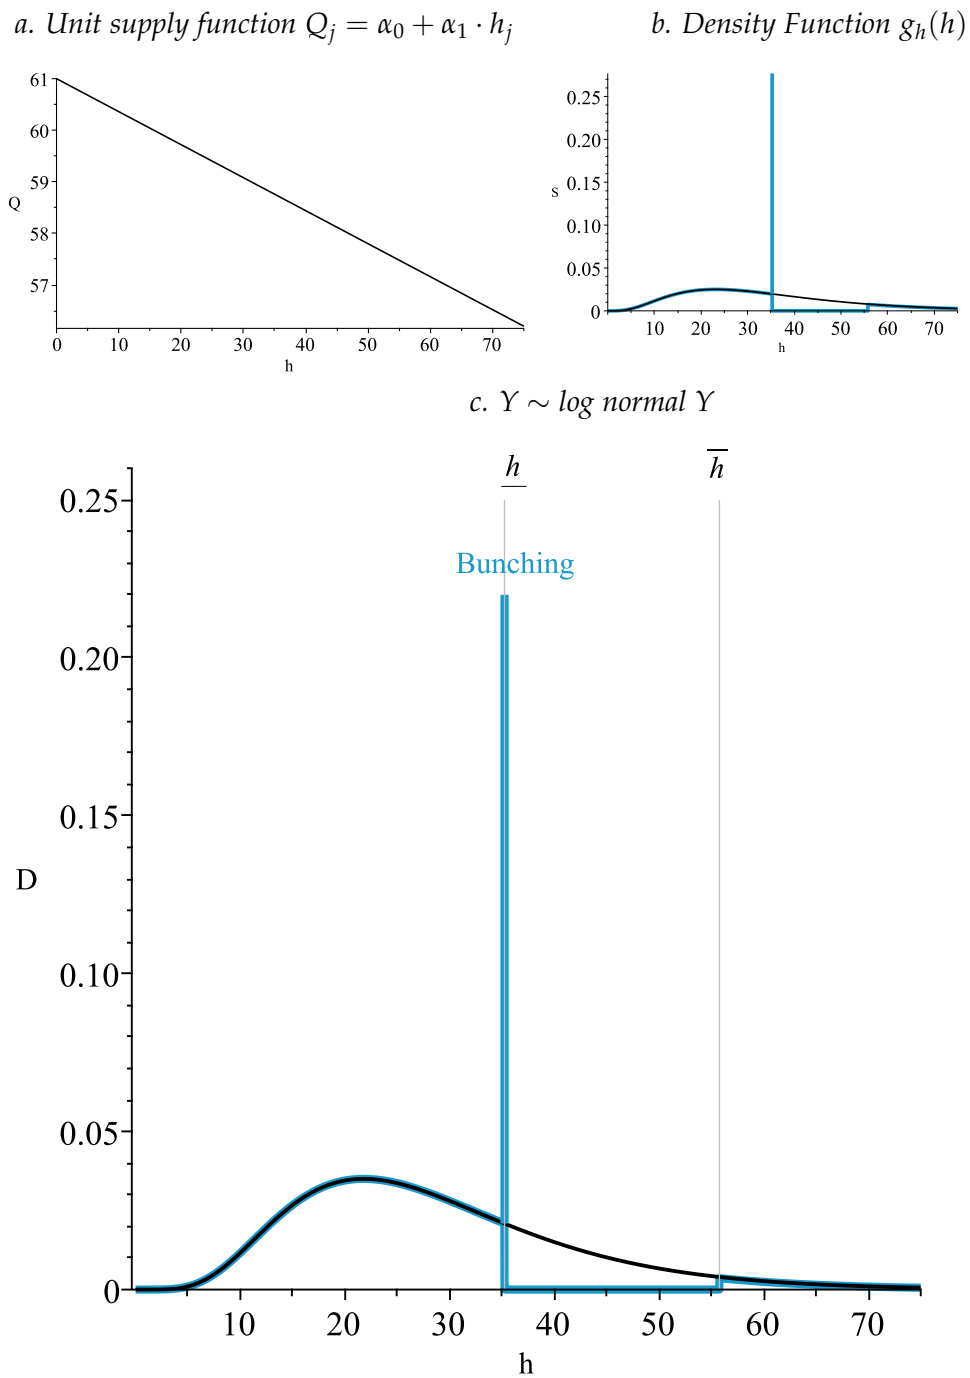 a. Unit supply function Q_j = α_0 + α_1 · h_j
b. Density Function g_h(h)
61
60
59
58
57
Q
0 10 20 30 40 50 60 70
h
0.25
0.20
0.15
0.10
0.05
0
S
10 20 30 40 50 60 70
h
c. Y ∼ log normal Y
h h
Bunching
0.25
0.20
0.15
0.10
0.05
0
D
10 20 30 40 50 60 70
h